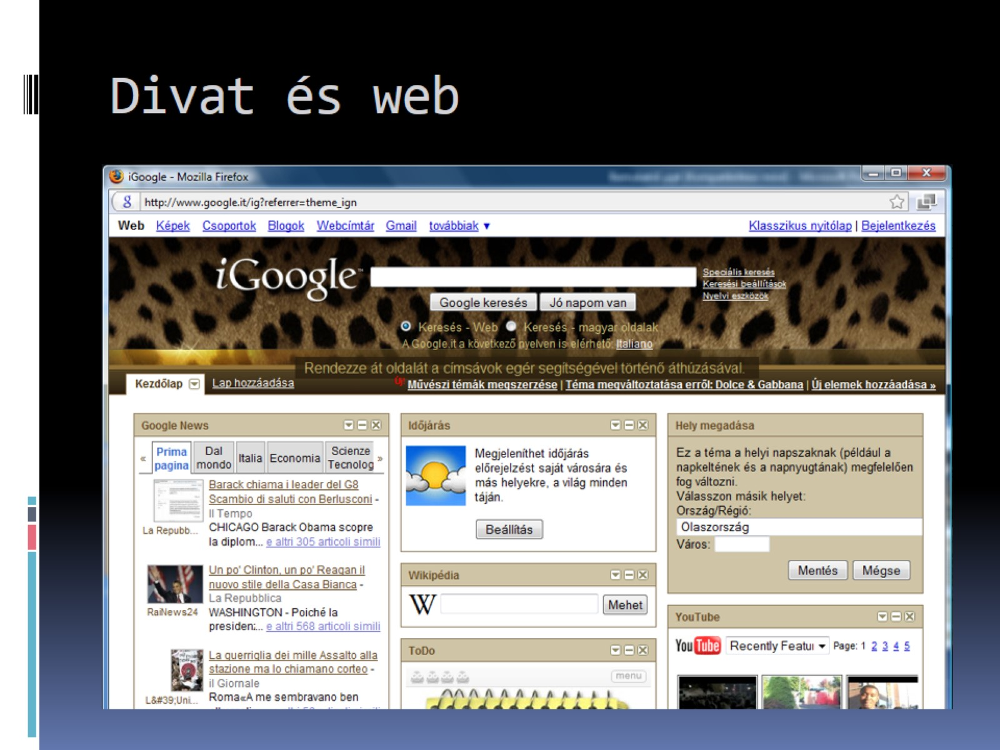 Divat és web
iGoogle - Mozilla Firefox
http://www.google.it/ig?referrer=theme_ign
Web Képek Csoportok Blogok Webcímtár Gmail továbbiak ▼ Klasszikus nyitólap | Bejelentkezés
iGoogle™
Speciális keresés
Keresési beállítások
Nyelvi eszközök
Google keresés Jó napom van
Keresés - Web Keresés - magyar oldalak
A Google.it a következő nyelven is elérhető: Italiano
Rendezze át oldalát a címsávok egér segítségével történő áthúzásával.
Kezdőlap Lap hozzáadása Új! Művészi témák megszerzése | Téma megváltoztatása erről: Dolce & Gabbana | Új elemek hozzáadása »
Google News
« Prima pagina Dal mondo Italia Economia Scienze Tecnolog »
Barack chiama i leader del G8
Scambio di saluti con Berlusconi -
Il Tempo
La Repubb...
CHICAGO Barack Obama scopre
la diplom... e altri 305 articoli simili
Un po' Clinton, un po' Reagan il
nuovo stile della Casa Bianca -
La Repubblica
RaiNews24
WASHINGTON - Poiché la
presiden:... e altri 568 articoli simili
La guerriglia dei mille Assalto alla
stazione ma lo chiamano corteo -
il Giornale
L&#39;Uni...
Roma«A me sembravano ben
Időjárás
Megjeleníthet időjárás
előrejelzést saját városára és
más helyekre, a világ minden
táján.
Beállítás
Wikipédia
W Mehet
ToDo
menu
Hely megadása
Ez a téma a helyi napszaknak (például a
napkeltének és a napnyugtának) megfelelően
fog változni.
Válasszon másik helyet:
Ország/Régió:
Olaszország
Város:
Mentés Mégse
YouTube
YouTube Recently Featur Page: 1 2 3 4 5